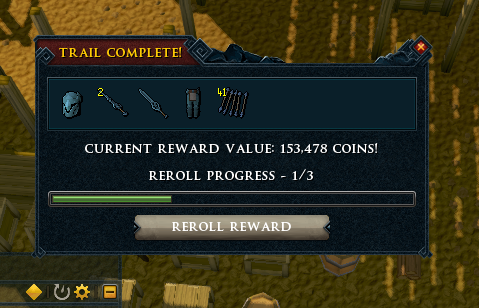 TRAIL COMPLETE!
2
41
CURRENT REWARD VALUE: 153,478 COINS!
REROLL PROGRESS - 1/3
REROLL REWARD